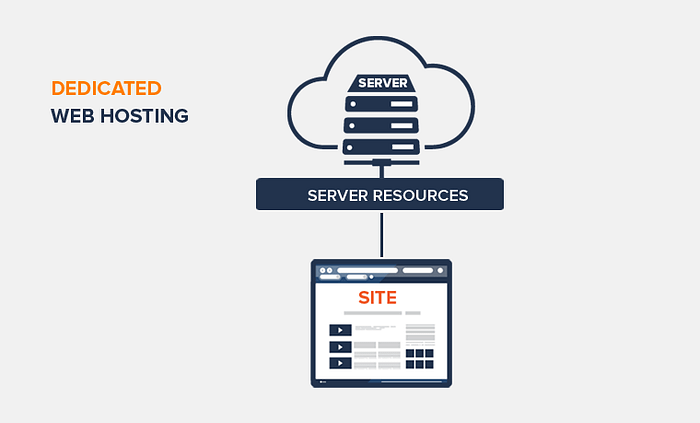 DEDICATED
WEB HOSTING
SERVER
SERVER RESOURCES
SITE